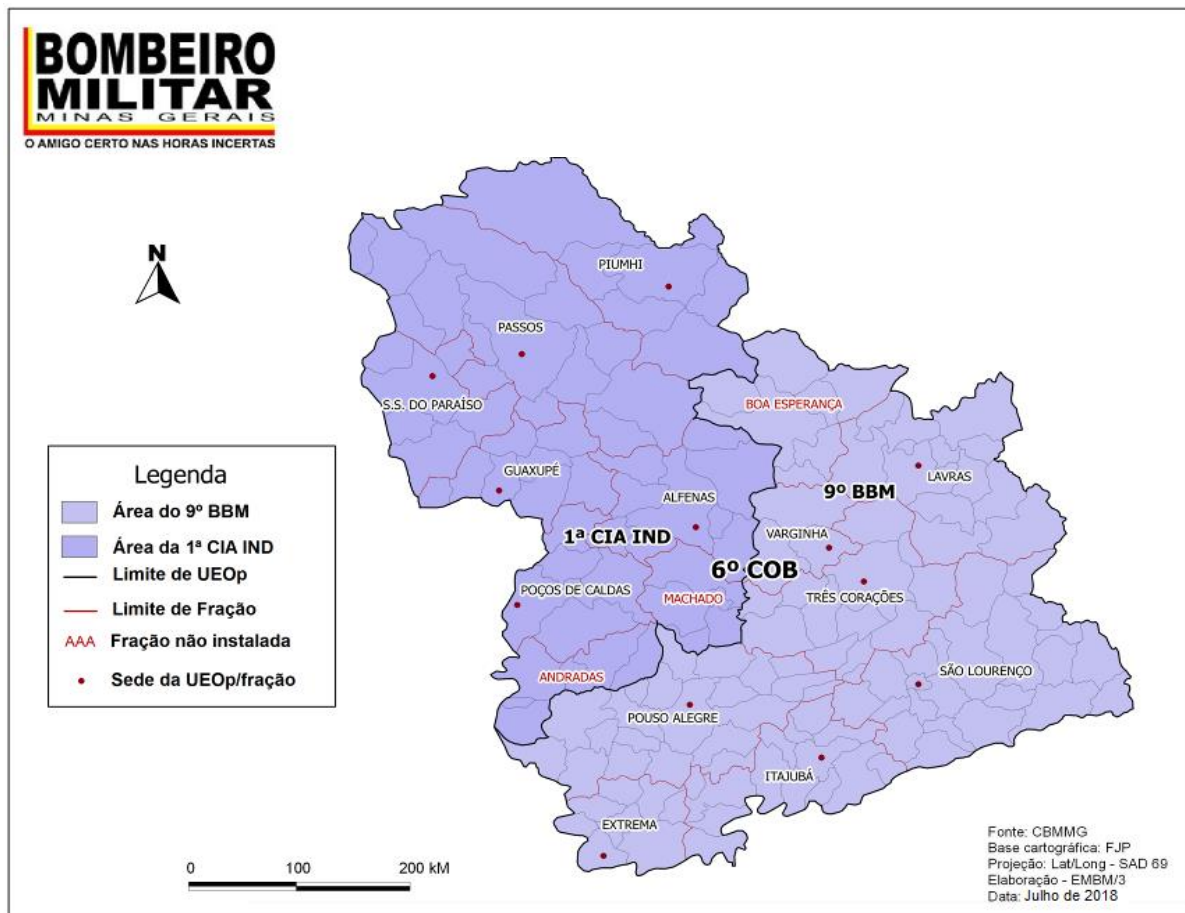 BOMBEIRO
MILITAR
MINAS GERAIS
O AMIGO CERTO NAS HORAS INCERTAS
N
PIUMHI
PASSOS
S.S. DO PARAÍSO
BOA ESPERANÇA
GUAXUPÉ
LAVRAS
ALFENAS
9º BBM
1ª CIA IND
VARGINHA
6º COB
POÇOS DE CALDAS
MACHADO
TRÊS CORAÇÕES
ANDRADAS
SÃO LOURENÇO
POUSO ALEGRE
ITAJUBÁ
EXTREMA
Legenda
Área do 9º BBM
Área da 1ª CIA IND
Limite de UEOp
Limite de Fração
AAA Fração não instalada
Sede da UEOp/fração
0 100 200 kM
Fonte: CBMMG
Base cartográfica: FJP
Projeção: Lat/Long - SAD 69
Elaboração - EMBM/3
Data: Julho de 2018